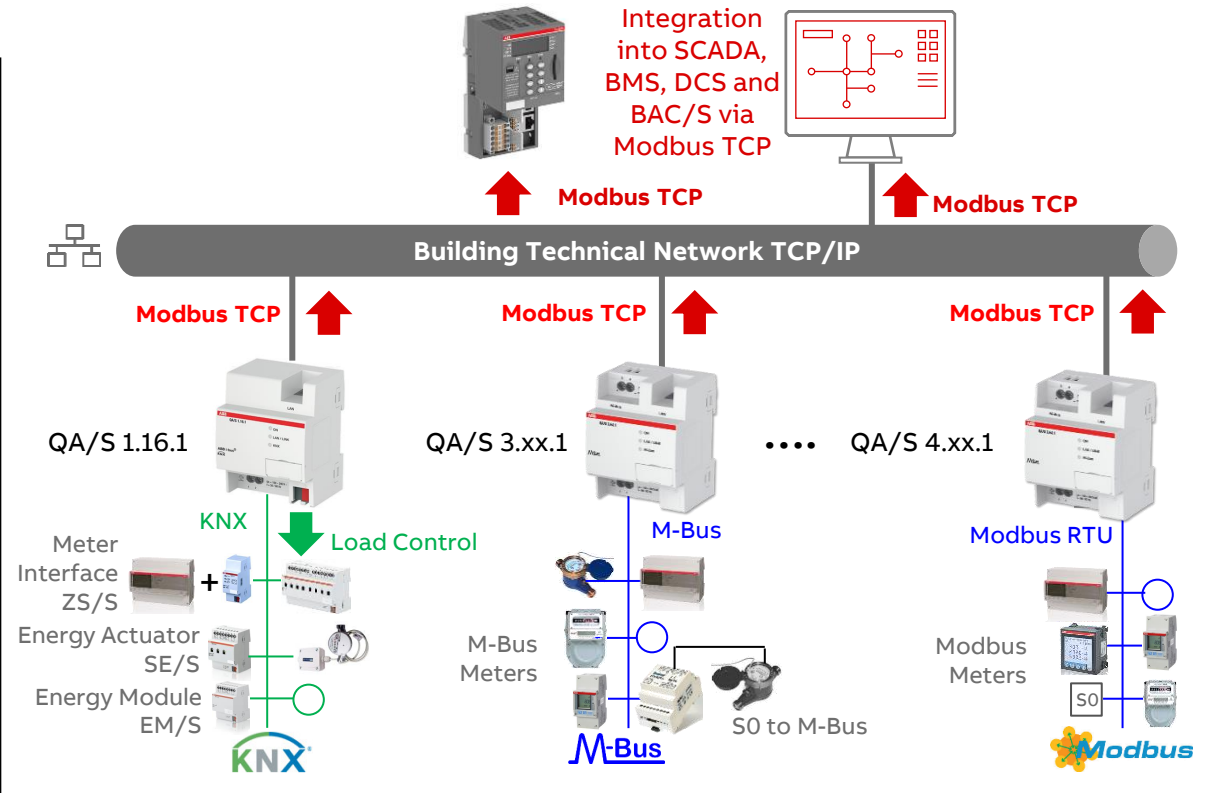 Integration
into SCADA,
BMS, DCS and
BAC/S via
Modbus TCP
Modbus TCP
Modbus TCP
Building Technical Network TCP/IP
Modbus TCP
Modbus TCP
Modbus TCP
LAN
LAN
QA/S 1.16.1
QA/S 3.xx.1
....
QA/S 4.xx.1
KNX
Load Control
M-Bus
Modbus RTU
Meter
Interface
ZS/S
+
Energy Actuator
SE/S
M-Bus
Meters
Modbus
Meters
Energy Module
EM/S
S0 to M-Bus
S0
KNX
M-Bus
Modbus